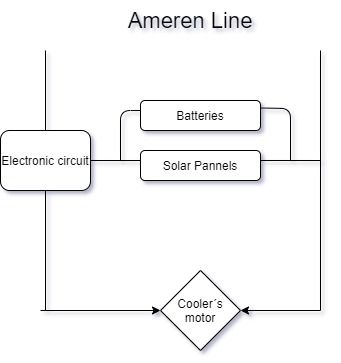 Ameren Line
Batteries
Electronic circuit
Solar Pannels
Cooler´s
motor